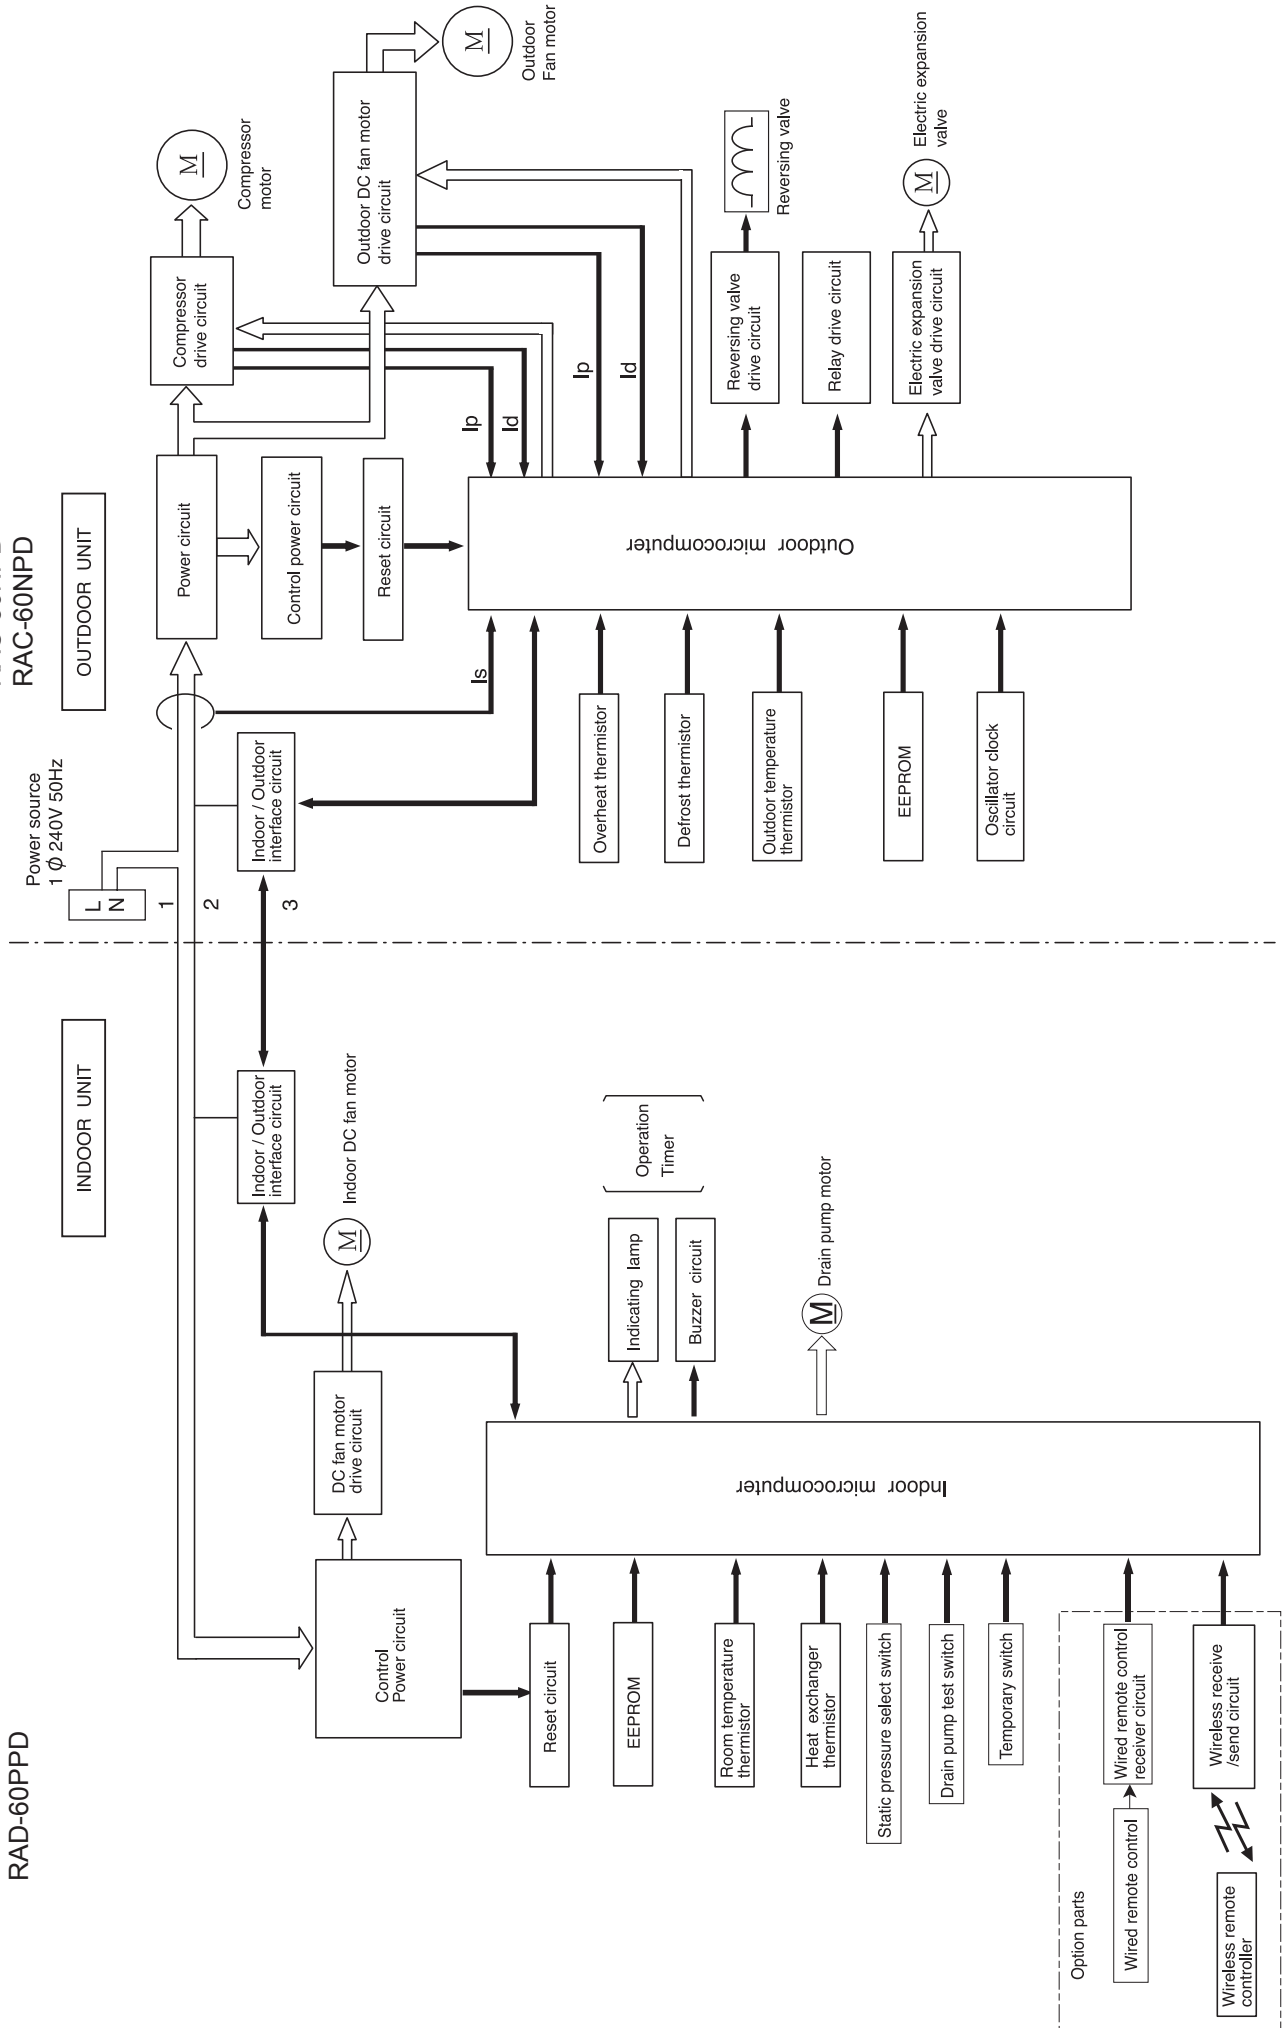 RAD-60PPD
RAC-60NPD
INDOOR UNIT
OUTDOOR UNIT
Power source
1 ϕ 240V 50Hz
L
N
1
2
3
Control
Power circuit
DC fan motor
drive circuit
M
Indoor DC fan motor
Indoor / Outdoor
interface circuit
Indoor / Outdoor
interface circuit
Reset circuit
EEPROM
Room temperature
thermistor
Heat exchanger
thermistor
Static pressure select switch
Drain pump test switch
Temporary switch
Option parts
Wired remote control
Wired remote control
receiver circuit
Wireless remote
controller
Wireless receive
/send circuit
Indoor microcomputer
Indicating lamp
Operation
Timer
Buzzer circuit
M
Drain pump motor
Power circuit
Control power circuit
Reset circuit
Compressor
drive circuit
M
Compressor
motor
Outdoor DC fan motor
drive circuit
M
Outdoor
Fan motor
Is
Ip
Id
Ip
Id
Overheat thermistor
Defrost thermistor
Outdoor temperature
thermistor
EEPROM
Oscillator clock
circuit
Outdoor microcomputer
Reversing valve
drive circuit
Reversing valve
Relay drive circuit
Electric expansion
valve drive circuit
M
Electric expansion
valve